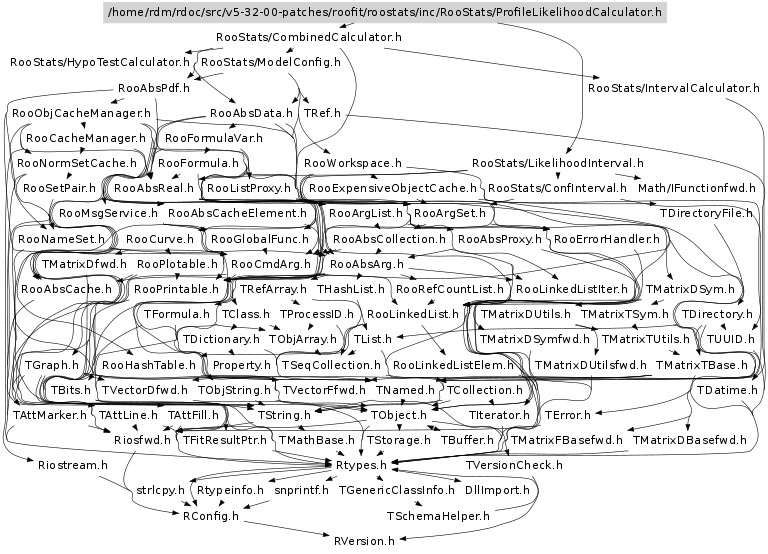 /home/rdm/rdoc/src/v5-32-00-patches/roofit/roostats/inc/RooStats/ProfileLikelihoodCalculator.h
RooStats/CombinedCalculator.h
RooStats/HypoTestCalculator.h RooStats/ModelConfig.h
RooAbsPdf.h RooStats/IntervalCalculator.h
RooObjCacheManager.h RooAbsData.h TRef.h
RooCacheManager.h RooFormulaVar.h
RooNormSetCache.h RooFormula.h RooWorkspace.h RooStats/LikelihoodInterval.h
RooSetPair.h RooAbsReal.h RooListProxy.h RooExpensiveObjectCache.h RooStats/ConfInterval.h Math/IFunctionfwd.h
RooMsgService.h RooAbsCacheElement.h RooArgList.h RooArgSet.h TDirectoryFile.h
RooNameSet.h RooCurve.h RooGlobalFunc.h RooAbsCollection.h RooAbsProxy.h RooErrorHandler.h
TMatrixDfwd.h RooPlotable.h RooCmdArg.h RooAbsArg.h
RooAbsCache.h RooPrintable.h TRefArray.h THashList.h RooRefCountList.h RooLinkedListIter.h TMatrixDSym.h
TFormula.h TClass.h TProcessID.h RooLinkedList.h TMatrixDUtils.h TMatrixTSym.h TDirectory.h
TDictionary.h TObjArray.h TList.h TMatrixDSymfwd.h TMatrixTUtils.h TUUID.h
TGraph.h RooHashTable.h Property.h TSeqCollection.h RooLinkedListElem.h TMatrixDUtilsfwd.h TMatrixTBase.h
TBits.h TVectorDfwd.h TObjString.h TVectorFfwd.h TNamed.h TCollection.h TDatime.h
TAttMarker.h TAttLine.h TAttFill.h TString.h TObject.h TIterator.h TError.h
Riosfwd.h TFitResultPtr.h TMathBase.h TStorage.h TBuffer.h TMatrixFBasefwd.h TMatrixDBasefwd.h
Riostream.h Rtypes.h TVersionCheck.h
strlcpy.h Rtypeinfo.h snprintf.h TGenericClassInfo.h DllImport.h
RConfig.h TSchemaHelper.h
RVersion.h